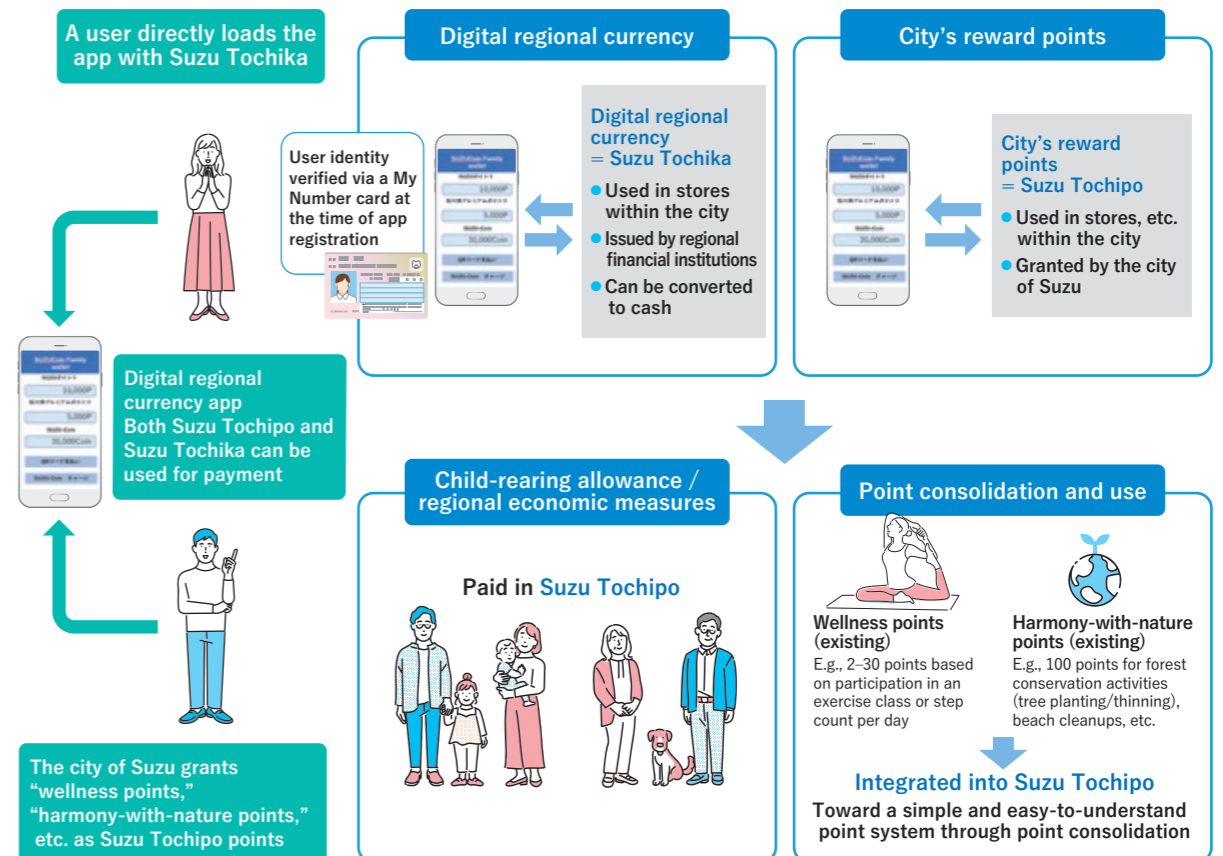 A user directly loads the
app with Suzu Tochika
Digital regional currency
User identity
verified via a My
Number card at
the time of app
registration
Digital regional
currency
= Suzu Tochika
● Used in stores
within the city
● Issued by regional
financial institutions
● Can be converted
to cash
City's reward points
City's reward
points
= Suzu Tochipo
● Used in stores, etc.
within the city
● Granted by the city
of Suzu
Digital regional
currency app
Both Suzu Tochipo and
Suzu Tochika can be
used for payment
The city of Suzu grants
“wellness points,”
“harmony-with-nature points,”
etc. as Suzu Tochipo points
Child-rearing allowance /
regional economic measures
Paid in Suzu Tochipo
Point consolidation and use
Wellness points
(existing)
E.g., 2–30 points based
on participation in an
exercise class or step
count per day
Harmony-with-nature
points (existing)
E.g., 100 points for forest
conservation activities
(tree planting/thinning),
beach cleanups, etc.
Integrated into Suzu Tochipo
Toward a simple and easy-to-understand
point system through point consolidation